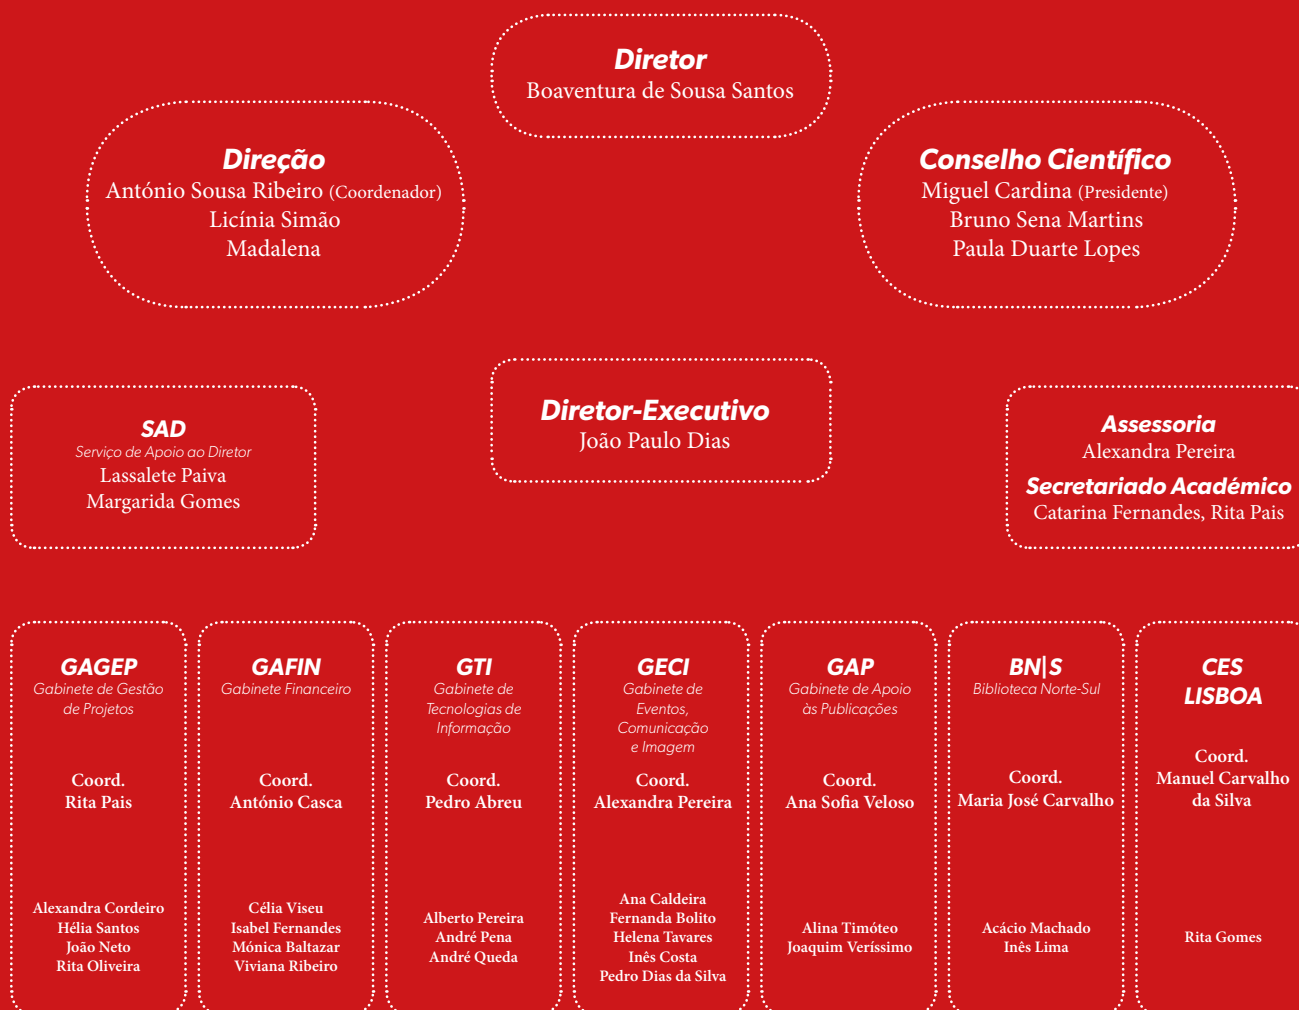 Diretor
Boaventura de Sousa Santos
Direção
António Sousa Ribeiro (Coordenador)
Licínia Simão
Madalena
Conselho Científico
Miguel Cardina (Presidente)
Bruno Sena Martins
Paula Duarte Lopes
SAD
Serviço de Apoio ao Diretor
Lassalete Paiva
Margarida Gomes
Diretor-Executivo
João Paulo Dias
Assessoria
Alexandra Pereira
Secretariado Académico
Catarina Fernandes, Rita Pais
GAGEP
Gabinete de Gestão
de Projetos
Coord.
Rita Pais
Alexandra Cordeiro
Hélia Santos
João Neto
Rita Oliveira
GAFIN
Gabinete Financeiro
Coord.
António Casca
Célia Viseu
Isabel Fernandes
Mónica Baltazar
Viviana Ribeiro
GTI
Gabinete de
Tecnologias de
Informação
Coord.
Pedro Abreu
Alberto Pereira
André Pena
André Queda
GECI
Gabinete de
Eventos,
Comunicação
e Imagem
Coord.
Alexandra Pereira
Ana Caldeira
Fernanda Bolito
Helena Tavares
Inês Costa
Pedro Dias da Silva
GAP
Gabinete de Apoio
às Publicações
Coord.
Ana Sofia Veloso
Alina Timóteo
Joaquim Veríssimo
BN|S
Biblioteca Norte-Sul
Coord.
Maria José Carvalho
Acácio Machado
Inês Lima
CES
LISBOA
Coord.
Manuel Carvalho
da Silva
Rita Gomes